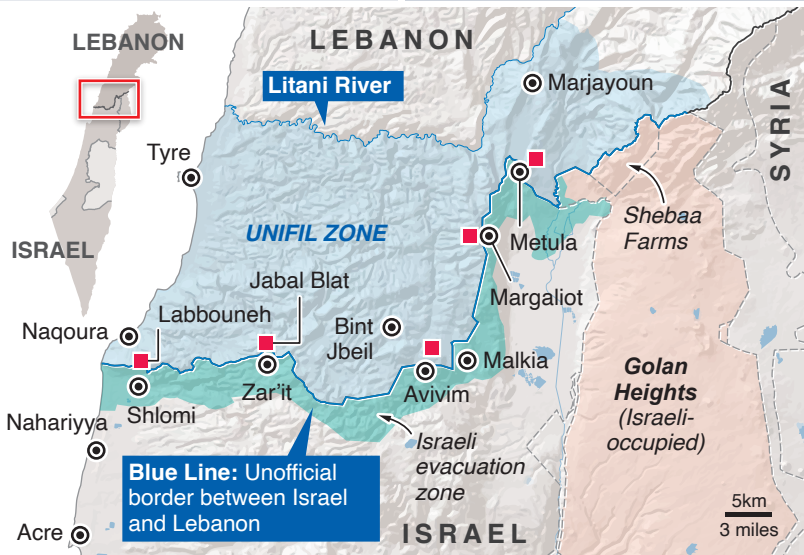 LEBANON
LEBANON
Litani River
Marjayoun
SYRIA
Tyre
ISRAEL
UNIFIL ZONE
Metula
Shebaa
Farms
Jabal Blat
Margaliot
Labbouneh
Naqoura
Bint
Jbeil
Malkia
Zar'it
Avivim
Shlomi
Golan
Heights
(Israeli-
occupied)
Nahariyya
Israeli
evacuation
zone
Blue Line: Unofficial
border between Israel
and Lebanon
Acre
ISRAEL
5km
3 miles